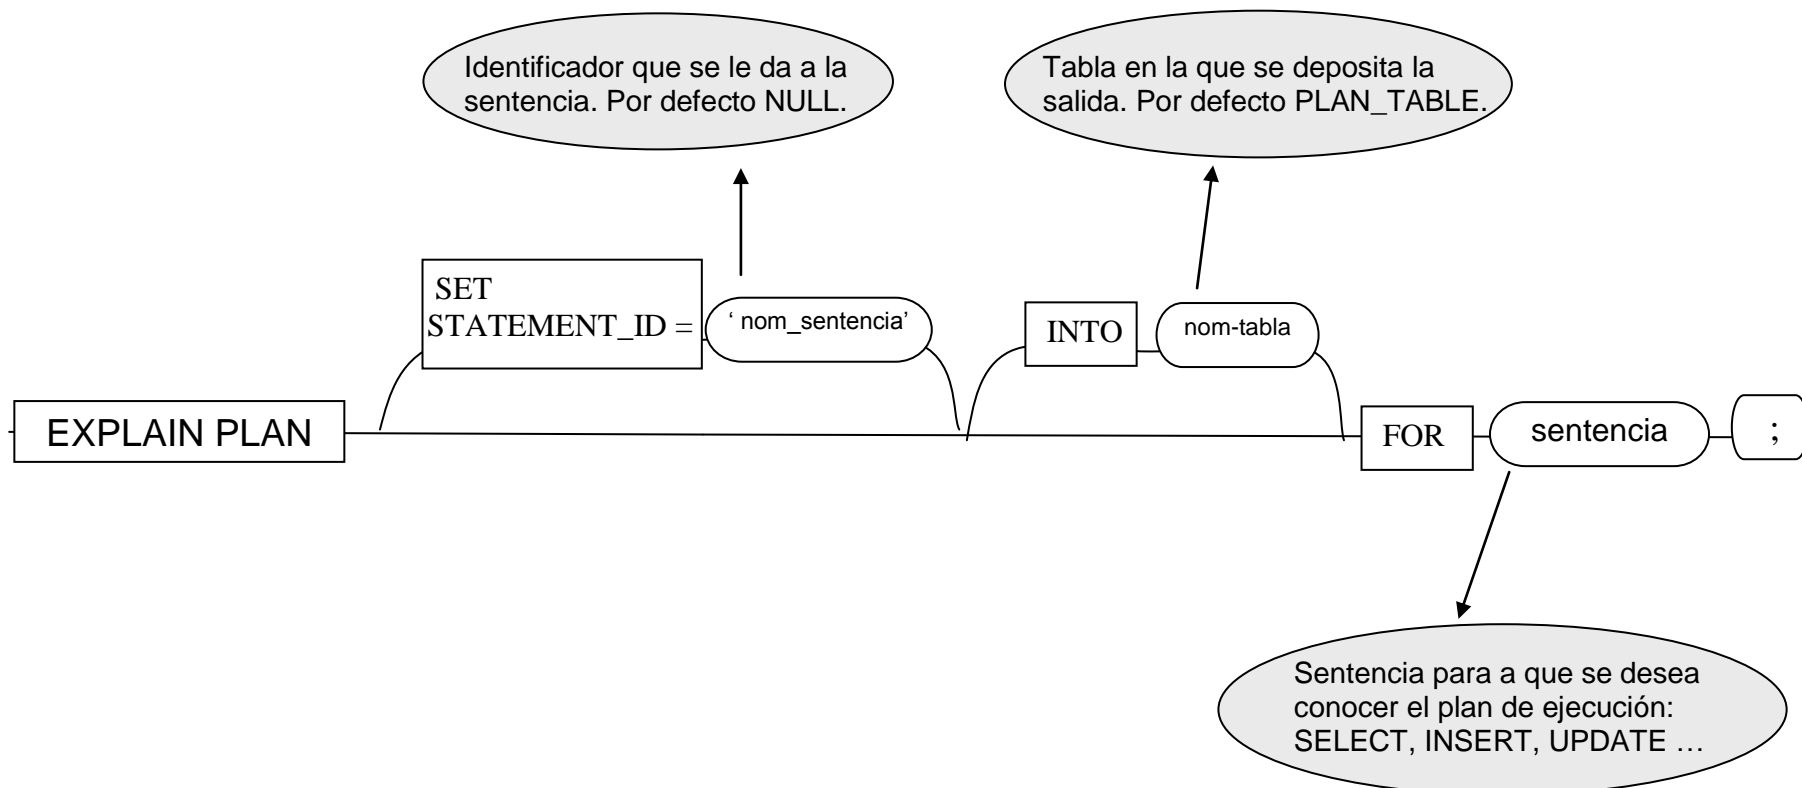 Identificador que se le da a la
sentencia. Por defecto NULL.
Tabla en la que se deposita la
salida. Por defecto PLAN_TABLE.
SET
STATEMENT_ID =
‘ nom_sentencia’
INTO
nom-tabla
EXPLAIN PLAN
FOR
sentencia
;
Sentencia para a que se desea
conocer el plan de ejecución:
SELECT, INSERT, UPDATE …